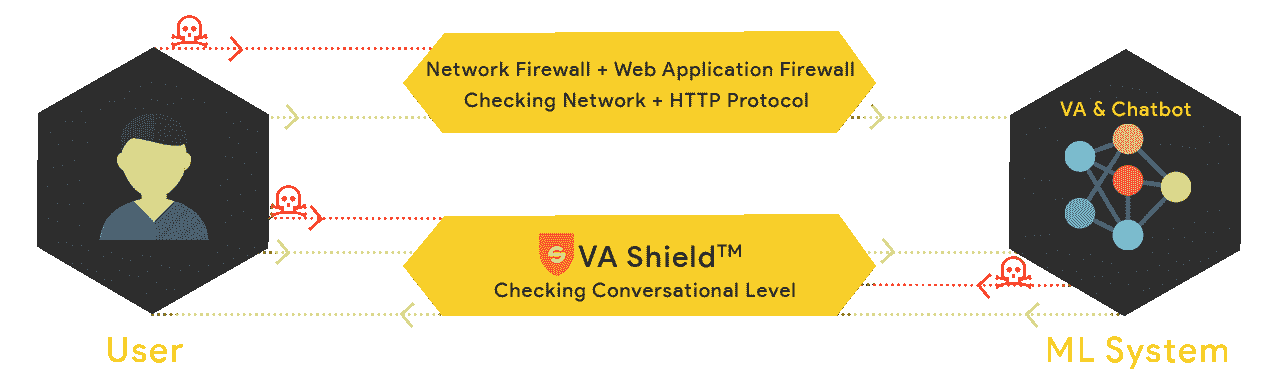 Network Firewall + Web Application Firewall
Checking Network + HTTP Protocol
VA & Chatbot
VA Shield™
Checking Conversational Level
User
ML System